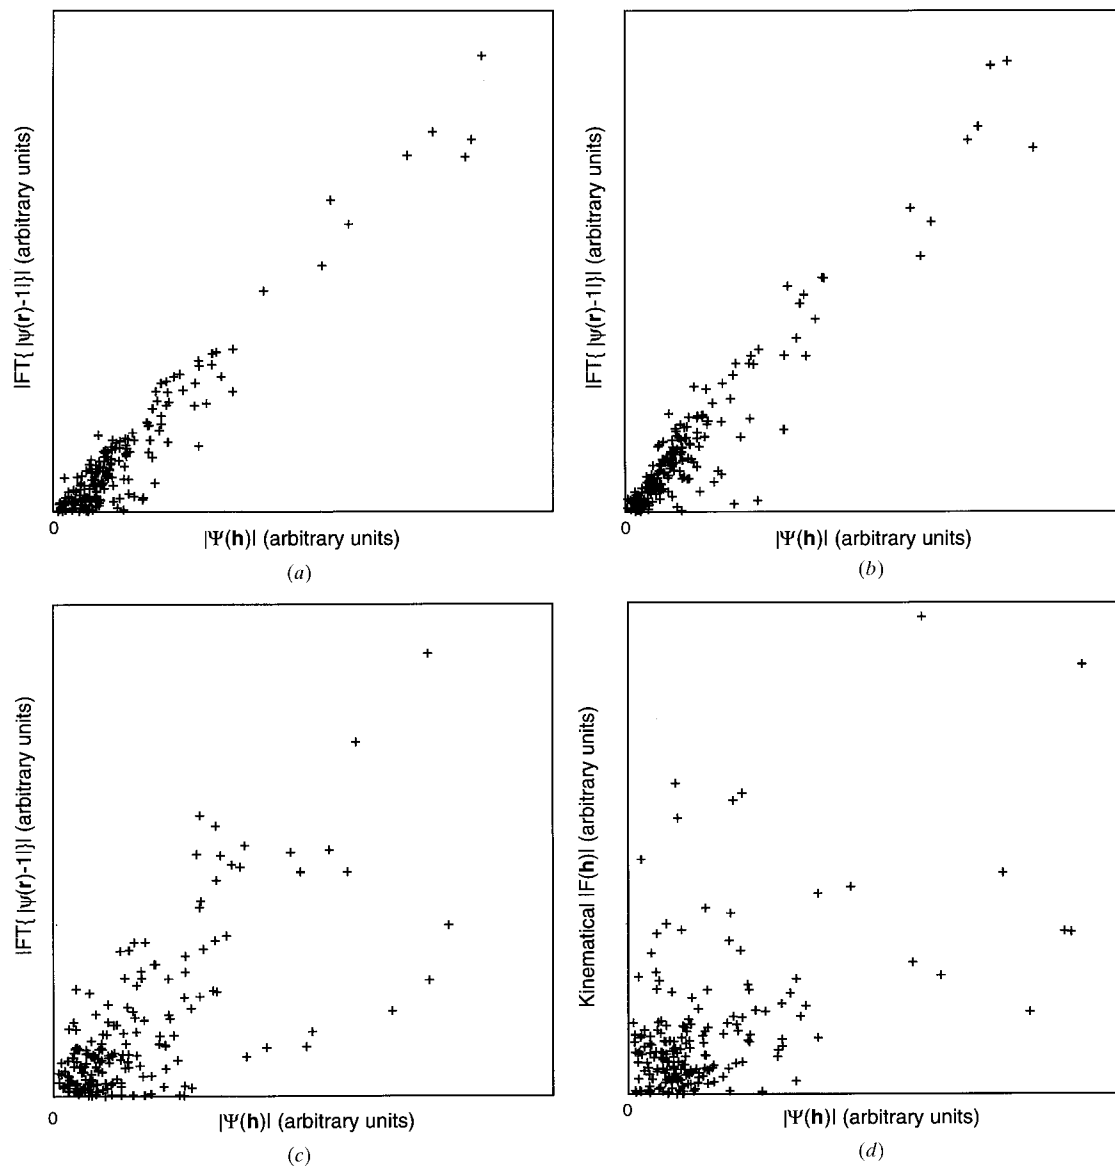 |FT{ |ψ(r)-1|}| (arbitrary units)
0
|Ψ(h)| (arbitrary units)
(a)
|FT{ |ψ(r)-1|}| (arbitrary units)
0
|Ψ(h)| (arbitrary units)
(b)
|FT{ |ψ(r)-1|}| (arbitrary units)
0
|Ψ(h)| (arbitrary units)
(c)
Kinematical |F(h)| (arbitrary units)
0
|Ψ(h)| (arbitrary units)
(d)